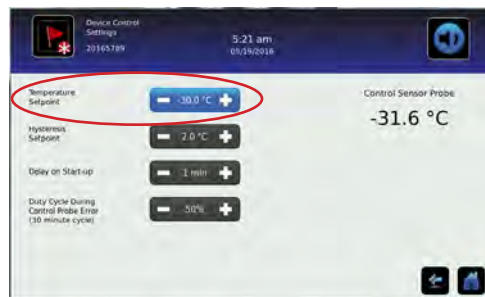 Device Control
Settings
20165789
5:21 am
05/19/2016
Temperature
Setpoint
-30.0 °C
Control Sensor Probe
-31.6 °C
Hysteresis
Setpoint
2.0 °C
Delay on Start-up
1 min
Duty Cycle During
Control Probe Error
(30 minute cycle)
50%